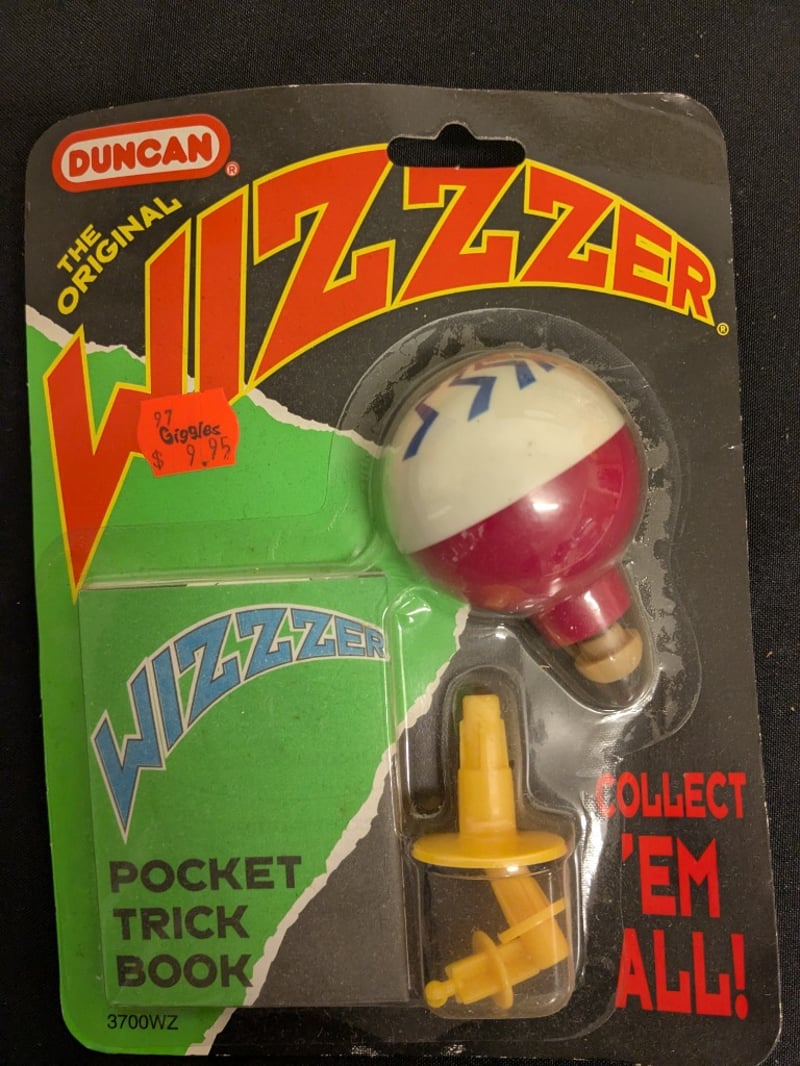 DUNCAN®
THE
ORIGINAL
WIZZZER®
97
Giggles
$ 9.95
WIZZZER
POCKET
TRICK
BOOK
3700WZ
COLLECT
'EM
ALL!